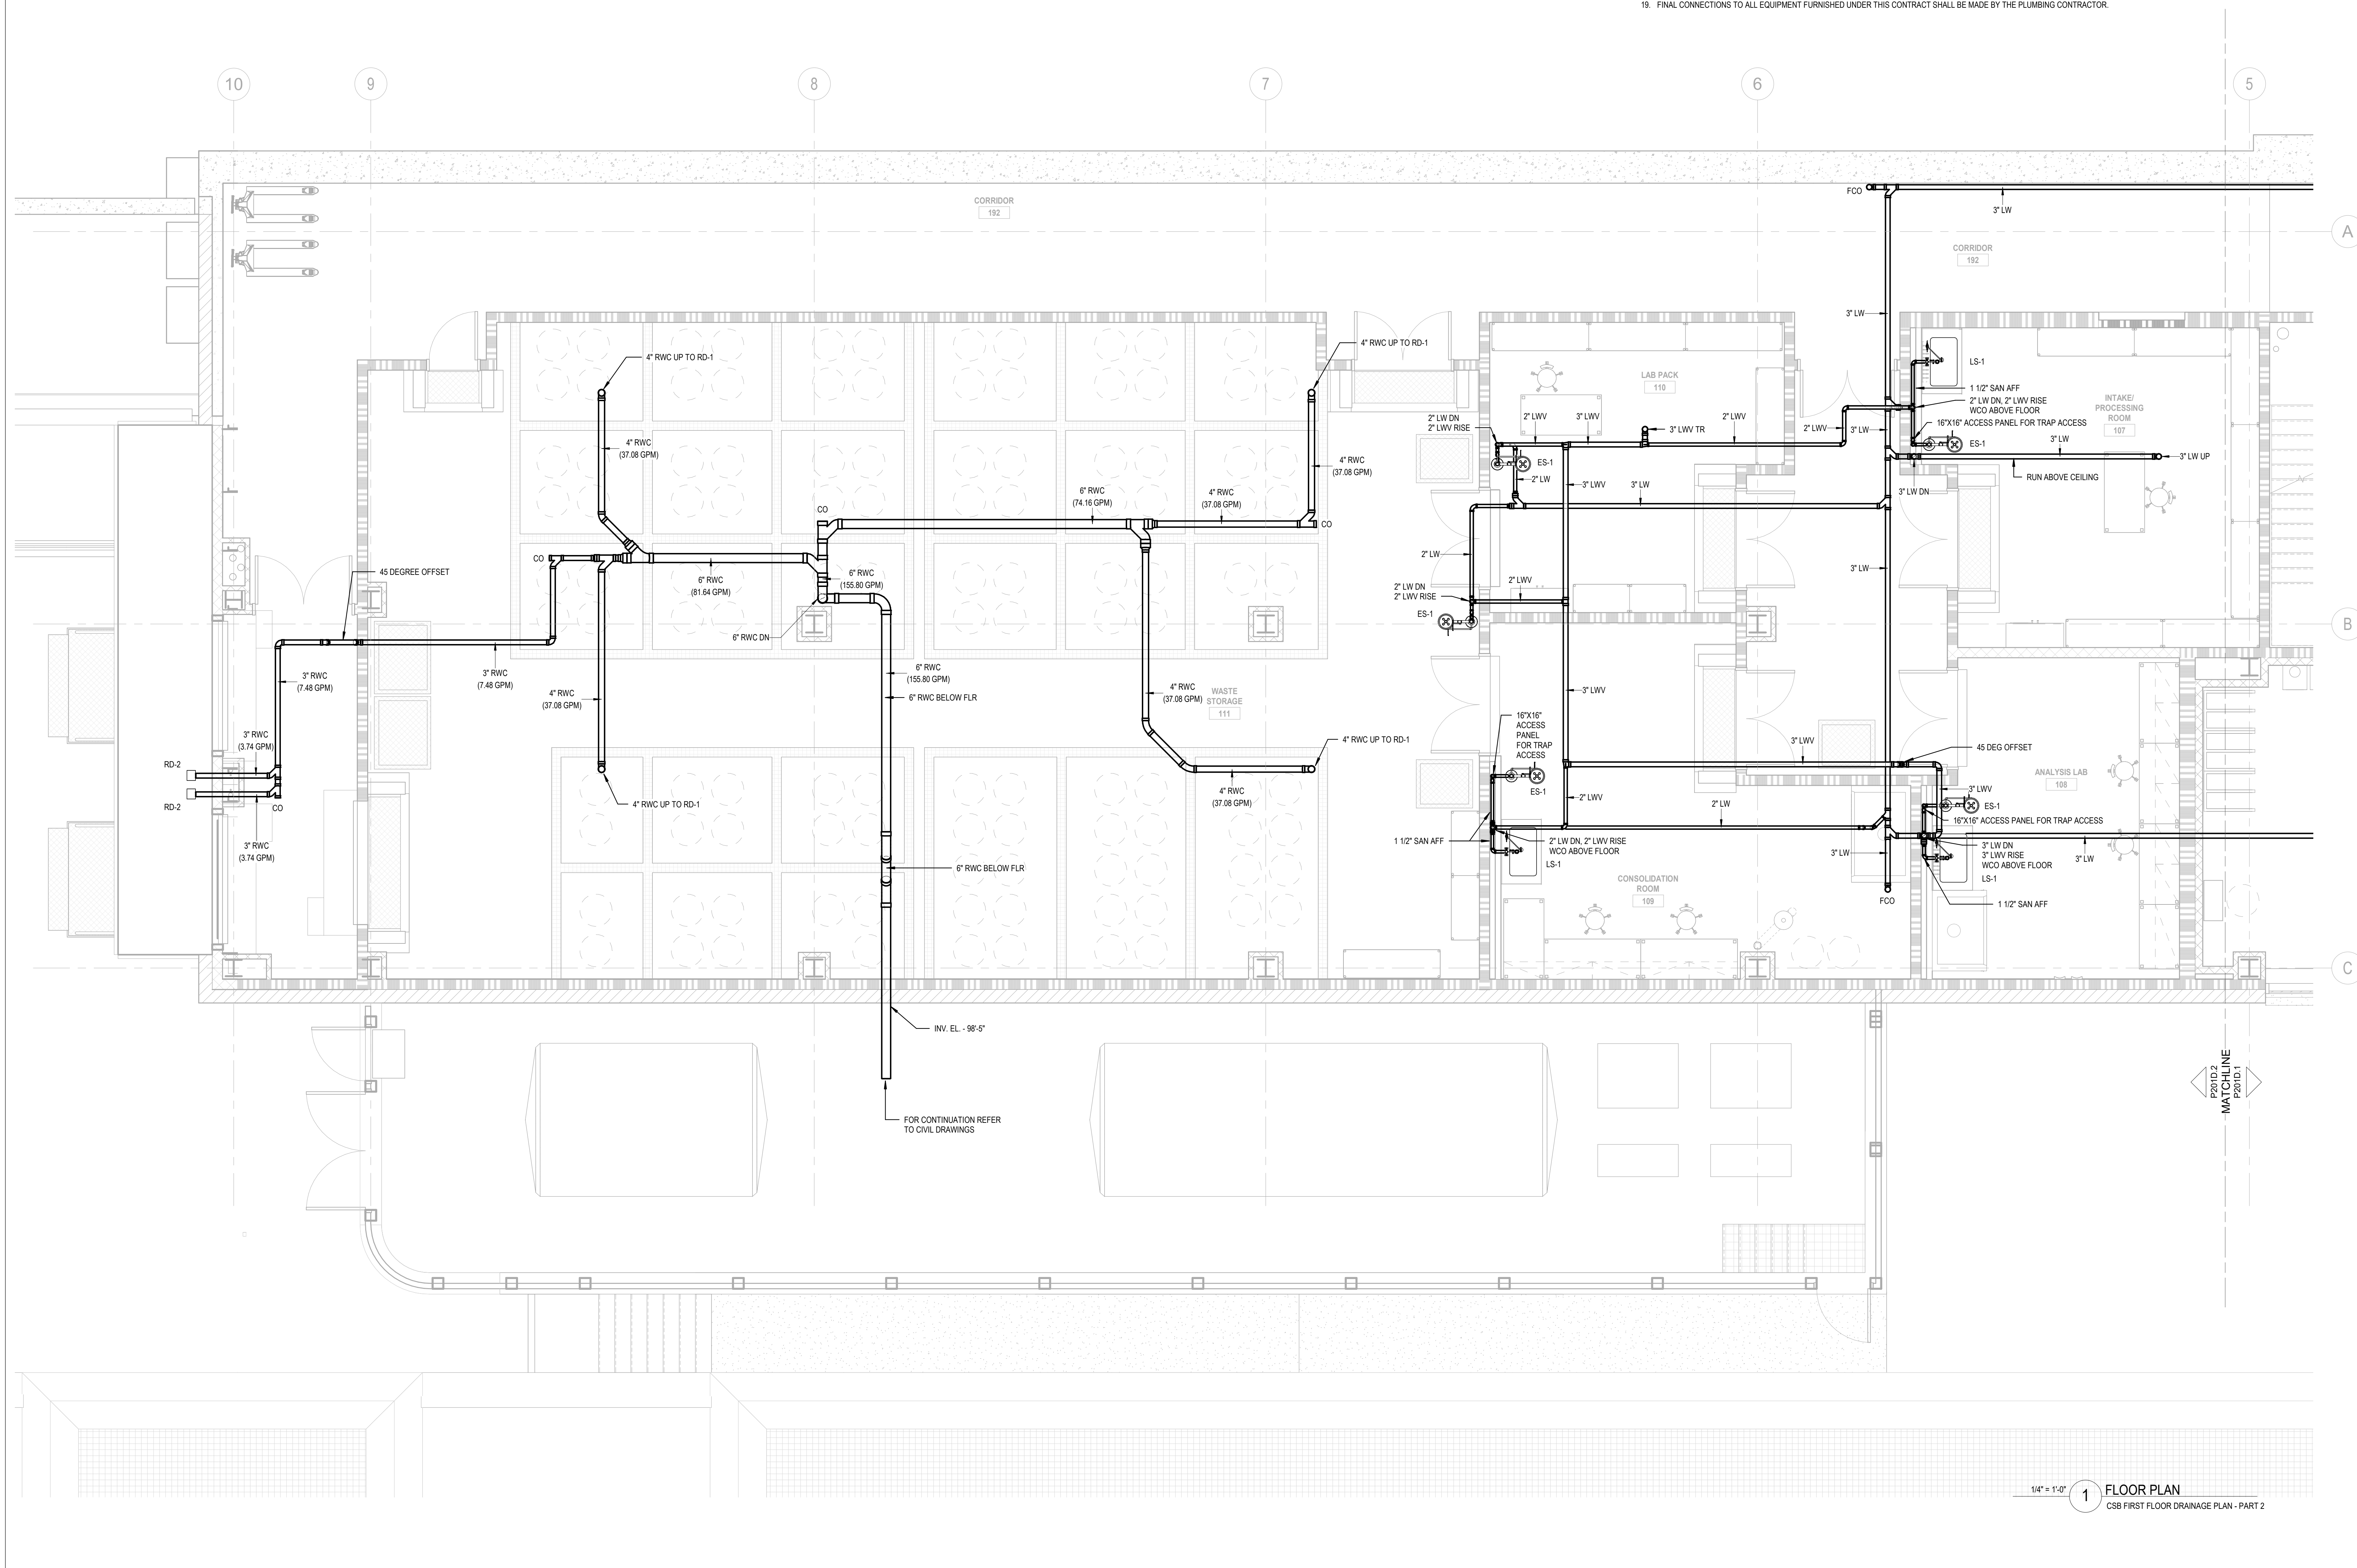 19. FINAL CONNECTIONS TO ALL EQUIPMENT FURNISHED UNDER THIS CONTRACT SHALL BE MADE BY THE PLUMBING CONTRACTOR.
10
9
8
7
6
5
FCO
3" LW
CORRIDOR
192
A
CORRIDOR
192
3" LW
4" RWC UP TO RD-1
4" RWC UP TO RD-1
LS-1
LAB PACK
110
1 1/2" SAN AFF
2" LW DN, 2" LWV RISE
WCO ABOVE FLOOR
INTAKE/
PROCESSING
ROOM
107
16"X16" ACCESS PANEL FOR TRAP ACCESS
2" LW DN
2" LWV RISE
2" LWV
3" LWV
2" LWV
3" LWV TR
2" LWV
3" LW
4" RWC
(37.08 GPM)
4" RWC
(37.08 GPM)
ES-1
ES-1
3" LW
3" LW UP
RUN ABOVE CEILING
3" LW DN
2" LW
3" LWV
3" LW
6" RWC
(74.16 GPM)
4" RWC
(37.08 GPM)
CO
CO
CO
2" LW
45 DEGREE OFFSET
6" RWC
(81.64 GPM)
6" RWC
(155.80 GPM)
3" LW
2" LWV
2" LW DN
2" LWV RISE
ES-1
6" RWC DN
B
3" RWC
(7.48 GPM)
3" RWC
(7.48 GPM)
4" RWC
(37.08 GPM)
6" RWC
(155.80 GPM)
6" RWC BELOW FLR
4" RWC
(37.08 GPM)
WASTE
STORAGE
111
3" LWV
16"X16"
ACCESS
PANEL
FOR TRAP
ACCESS
3" RWC
(3.74 GPM)
4" RWC UP TO RD-1
3" LWV
45 DEG OFFSET
RD-2
RD-2
CO
4" RWC UP TO RD-1
4" RWC
(37.08 GPM)
ES-1
2" LWV
2" LW
ANALYSIS LAB
108
3" LWV
ES-1
16"X16" ACCESS PANEL FOR TRAP ACCESS
3" RWC
(3.74 GPM)
1 1/2" SAN AFF
2" LW DN, 2" LWV RISE
WCO ABOVE FLOOR
LS-1
3" LW
3" LW DN
3" LWV RISE
WCO ABOVE FLOOR
LS-1
3" LW
6" RWC BELOW FLR
CONSOLIDATION
ROOM
109
FCO
1 1/2" SAN AFF
C
INV. EL. - 98'-5"
FOR CONTINUATION REFER
TO CIVIL DRAWINGS
P201D.2
MATCHLINE
P201D.1
1/4" = 1'-0"
1
FLOOR PLAN
CSB FIRST FLOOR DRAINAGE PLAN - PART 2